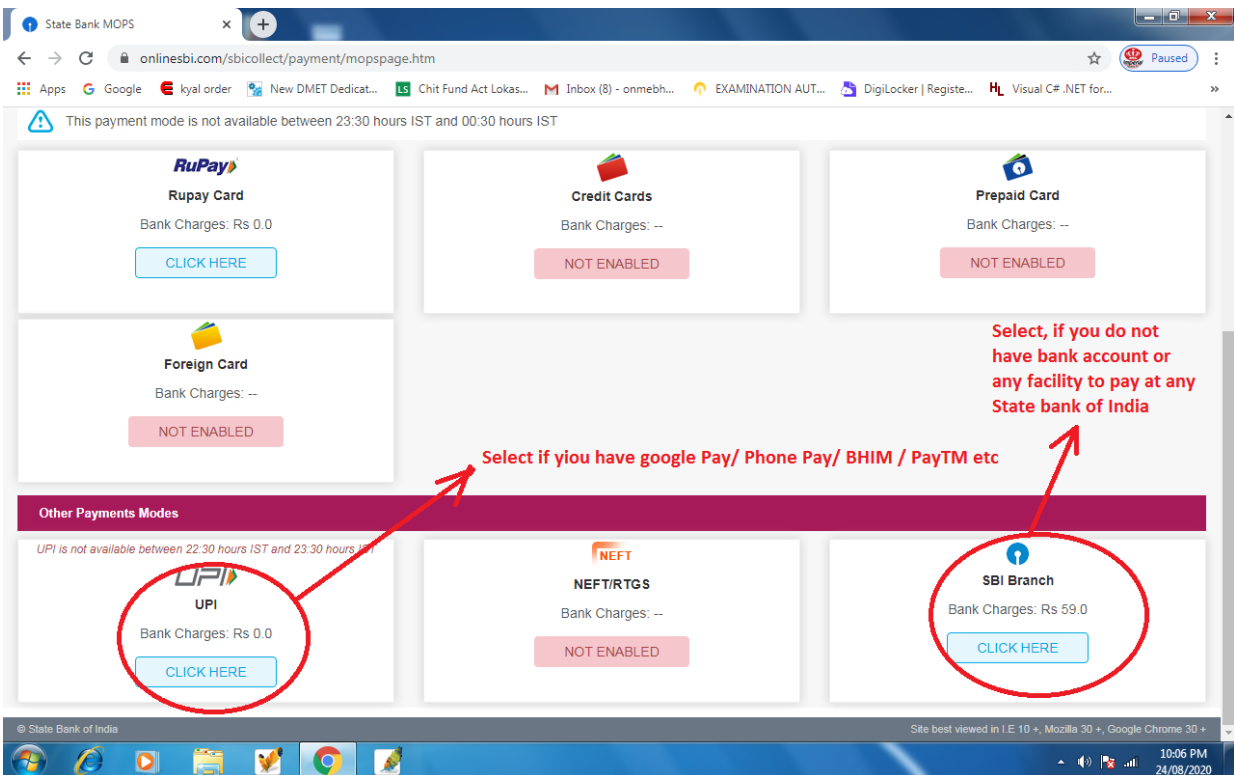 State Bank MOPS
onlinesbi.com/sbicollect/payment/mopspage.htm
Paused
Apps
Google
kyal order
New DMET Dedicat...
LS
Chit Fund Act Lokas...
Inbox (8) - onmebh...
EXAMINATION AUT...
DigiLocker | Registe...
HL
Visual C# .NET for...
»
This payment mode is not available between 23:30 hours IST and 00:30 hours IST
RuPay
Rupay Card
Bank Charges: Rs 0.0
CLICK HERE
Credit Cards
Bank Charges: --
NOT ENABLED
Prepaid Card
Bank Charges: --
NOT ENABLED
Foreign Card
Bank Charges: --
NOT ENABLED
Select, if you do not
have bank account or
any facility to pay at any
State bank of India
Select if yiou have google Pay/ Phone Pay/ BHIM / PayTM etc
Other Payments Modes
UPI is not available between 22:30 hours IST and 23:30 hours IST
UPI
UPI
Bank Charges: Rs 0.0
CLICK HERE
NEFT
NEFT/RTGS
Bank Charges: --
NOT ENABLED
SBI Branch
Bank Charges: Rs 59.0
CLICK HERE
© State Bank of India
Site best viewed in I.E 10 +, Mozilla 30 +, Google Chrome 30 +
10:06 PM
24/08/2020